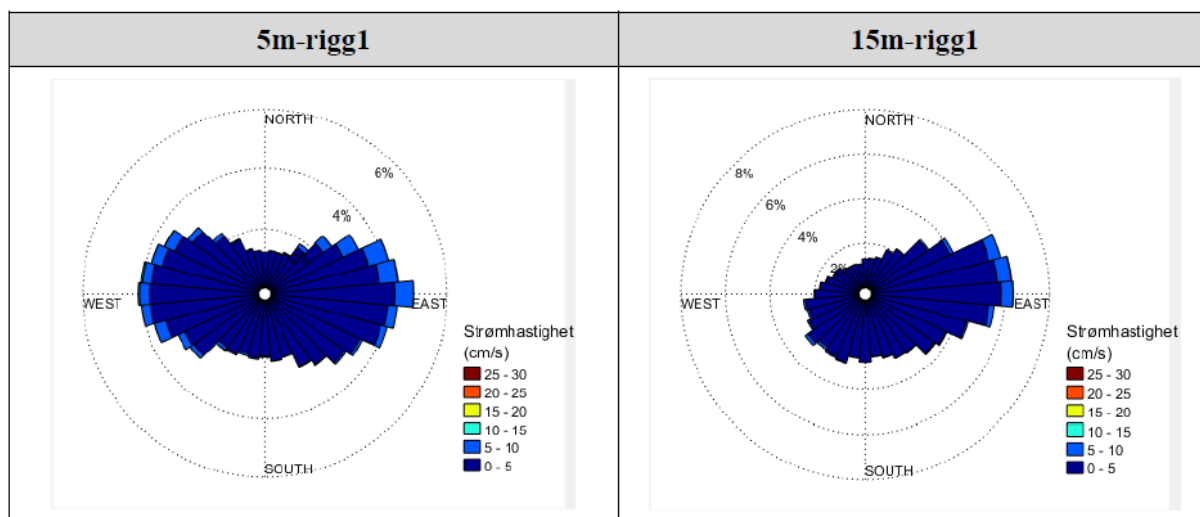 5m-rigg1
15m-rigg1
NORTH
6%
4%
WEST
EAST
SOUTH
Strømhastighet
(cm/s)
25 - 30
20 - 25
15 - 20
10 - 15
5 - 10
0 - 5
NORTH
8%
6%
4%
2%
WEST
EAST
SOUTH
Strømhastighet
(cm/s)
25 - 30
20 - 25
15 - 20
10 - 15
5 - 10
0 - 5